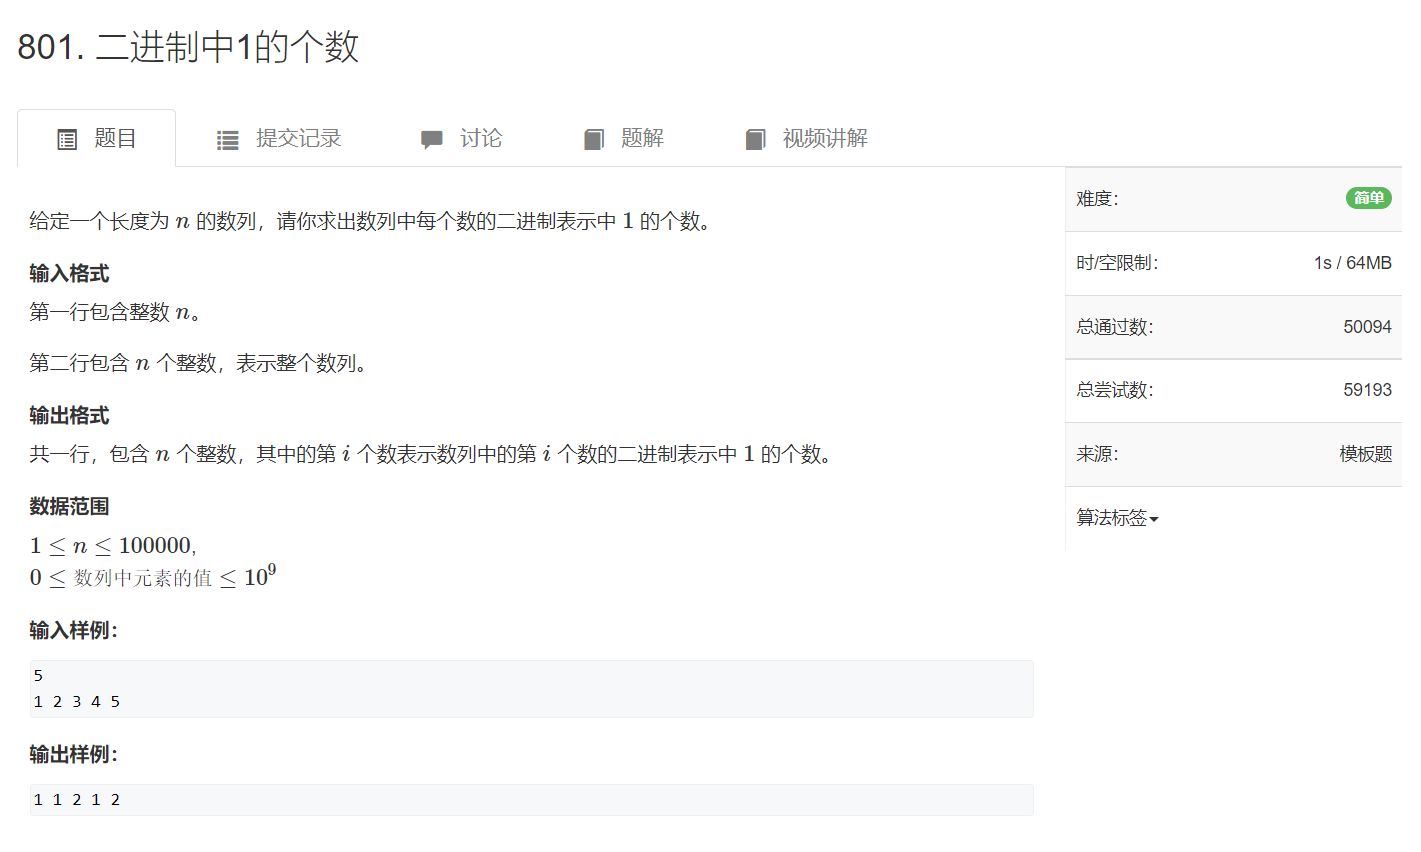 801. 二进制中1的个数
题目 提交记录 讨论 题解 视频讲解
给定一个长度为 n 的数列，请你求出数列中每个数的二进制表示中 1 的个数。
输入格式
第一行包含整数 n。
第二行包含 n 个整数，表示整个数列。
输出格式
共一行，包含 n 个整数，其中的第 i 个数表示数列中的第 i 个数的二进制表示中 1 的个数。
数据范围
1 ≤ n ≤ 100000,
0 ≤ 数列中元素的值 ≤ 10⁹
输入样例：
5
1 2 3 4 5
输出样例：
1 1 2 1 2
难度： 简单
时/空限制： 1s / 64MB
总通过数： 50094
总尝试数： 59193
来源： 模板题
算法标签